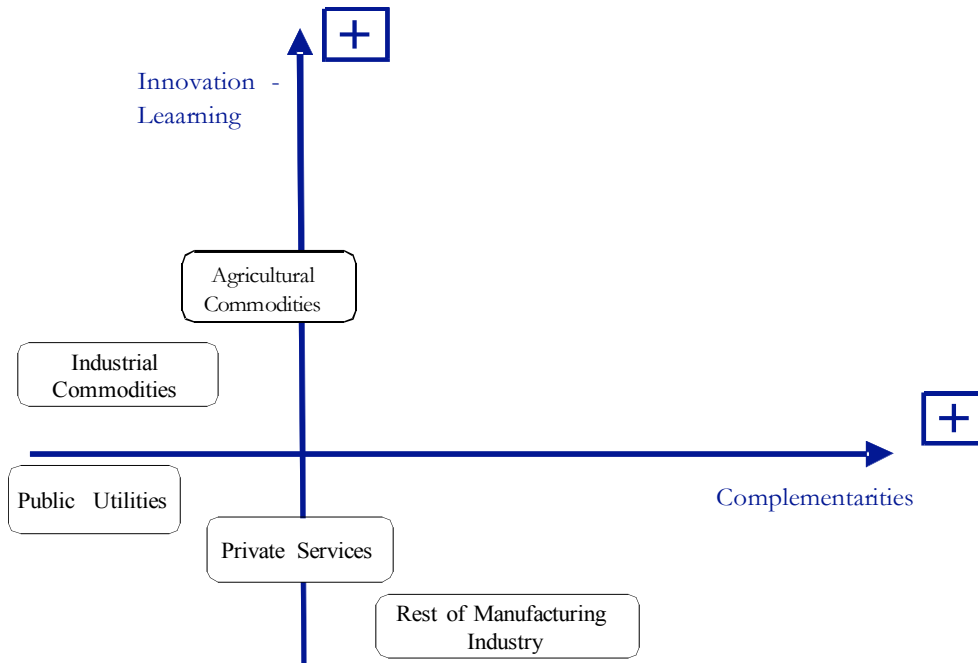 +
Innovation -
Leaarning
Agricultural
Commodities
Industrial
Commodities
+
Complementarities
Public Utilities
Private Services
Rest of Manufacturing
Industry